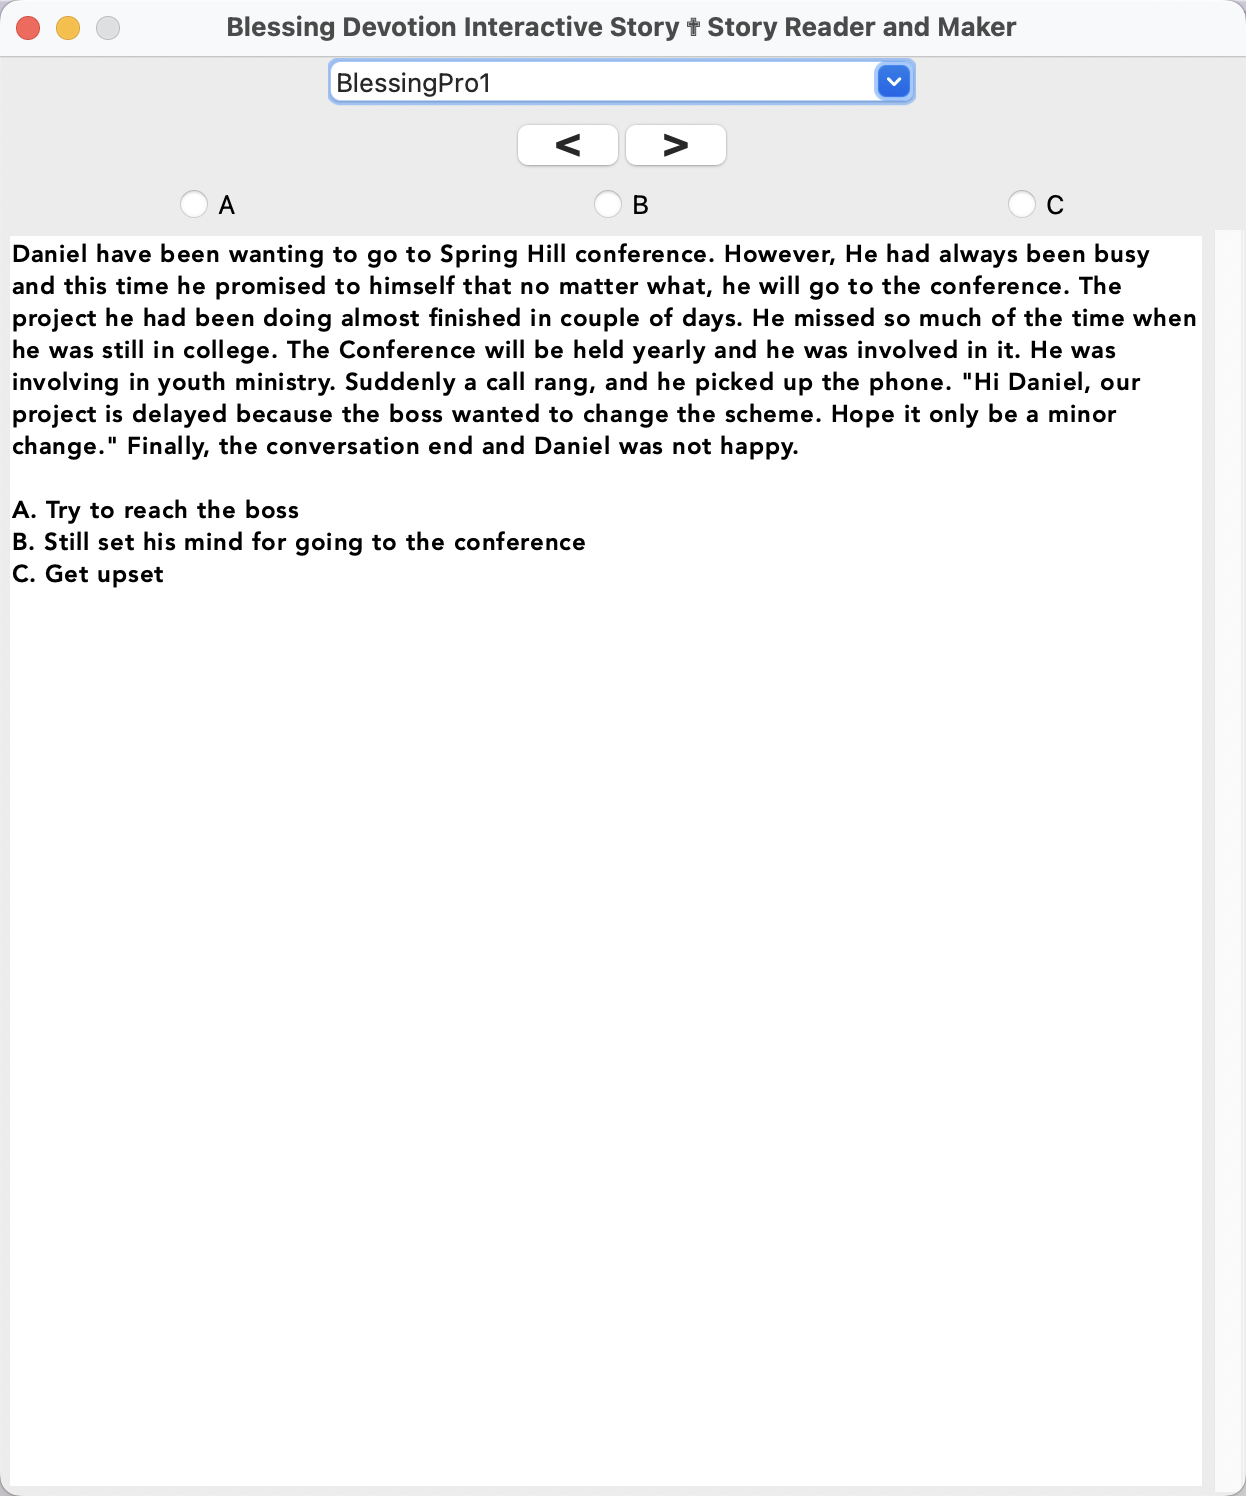 Blessing Devotion Interactive Story ✟ Story Reader and Maker
BlessingPro1
< >
A B C
Daniel have been wanting to go to Spring Hill conference. However, He had always been busy
and this time he promised to himself that no matter what, he will go to the conference. The
project he had been doing almost finished in couple of days. He missed so much of the time when
he was still in college. The Conference will be held yearly and he was involved in it. He was
involving in youth ministry. Suddenly a call rang, and he picked up the phone. "Hi Daniel, our
project is delayed because the boss wanted to change the scheme. Hope it only be a minor
change." Finally, the conversation end and Daniel was not happy.
A. Try to reach the boss
B. Still set his mind for going to the conference
C. Get upset